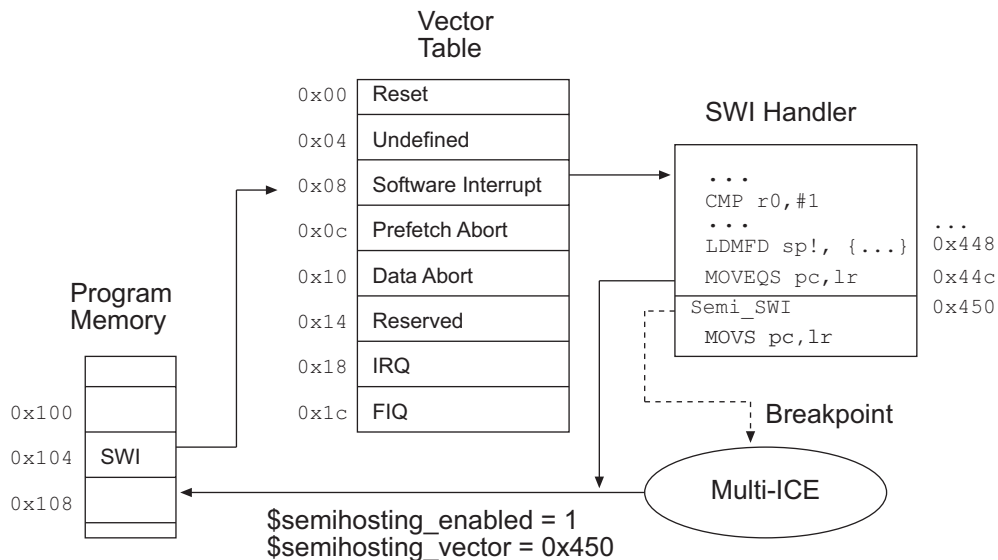 Vector
Table
0x00 Reset
0x04 Undefined
0x08 Software Interrupt
0x0c Prefetch Abort
0x10 Data Abort
0x14 Reserved
0x18 IRQ
0x1c FIQ
SWI Handler
...
CMP r0,#1
... ...
LDMFD sp!, {...} 0x448
MOVEQS pc,lr 0x44c
Semi_SWI 0x450
MOVS pc,lr
Program
Memory
0x100
0x104 SWI
0x108
Breakpoint
Multi-ICE
$semihosting_enabled = 1
$semihosting_vector = 0x450